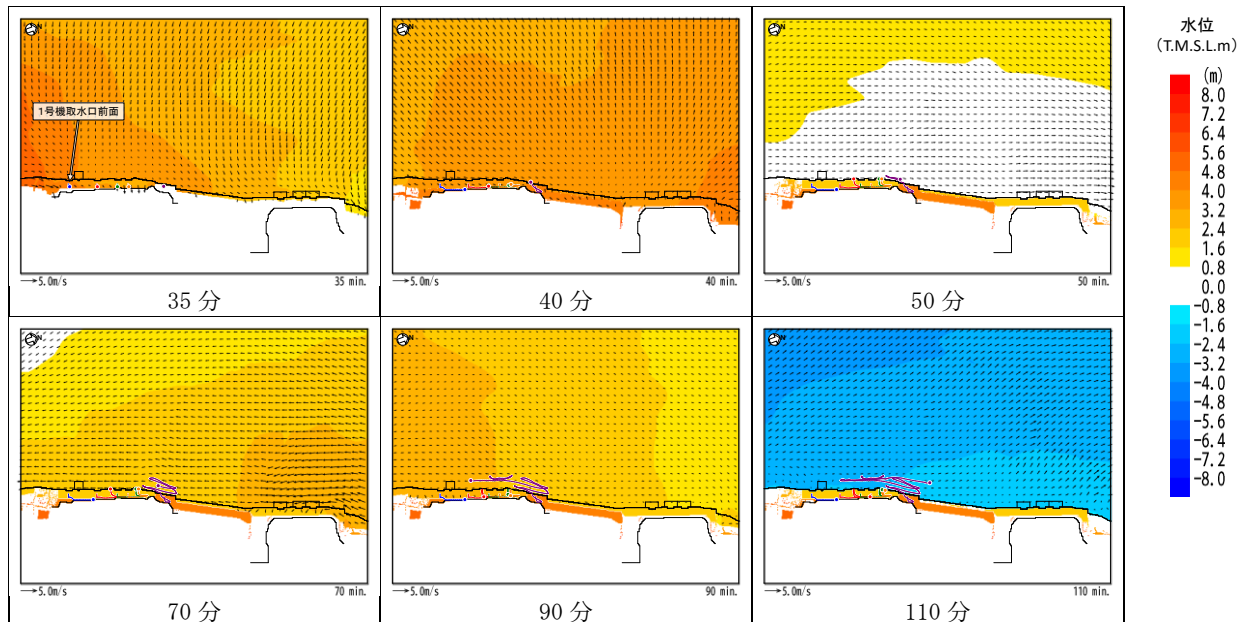 1号機取水口前面
N
→5.0m/s
35 min.
35 分
N
→5.0m/s
40 min.
40 分
N
→5.0m/s
50 min.
50 分
N
→5.0m/s
70 min.
70 分
N
→5.0m/s
90 min.
90 分
N
→5.0m/s
110 min.
110 分
水位
(T.M.S.L.m)
(m)
8.0
7.2
6.4
5.6
4.8
4.0
3.2
2.4
1.6
0.8
0.0
-0.8
-1.6
-2.4
-3.2
-4.0
-4.8
-5.6
-6.4
-7.2
-8.0